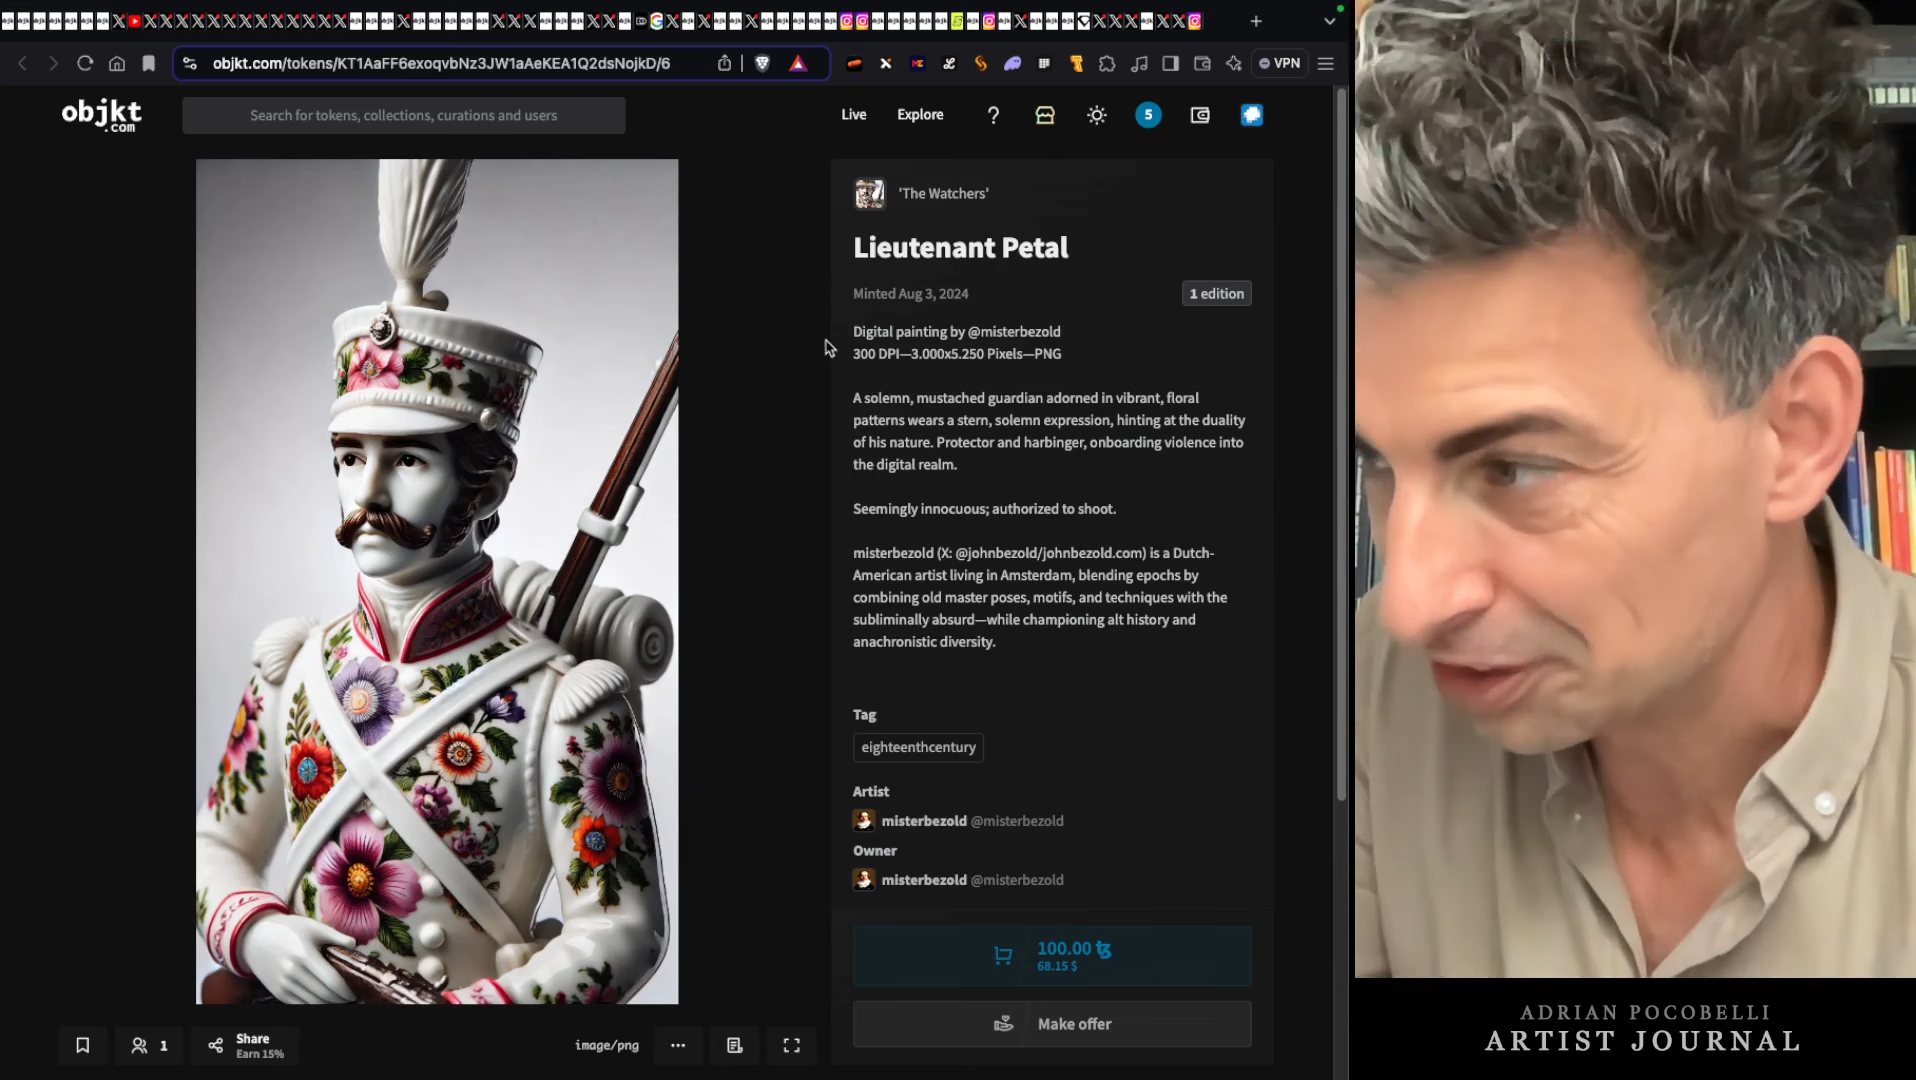 objkt.com/tokens/KT1AaFF6exoqvbNz3JW1aAeKEA1Q2dsNojkD/6
VPN
objkt
.com
Search for tokens, collections, curations and users
Live
Explore
?
5
'The Watchers'
Lieutenant Petal
Minted Aug 3, 2024
1 edition
Digital painting by @misterbezold
300 DPI—3.000x5.250 Pixels—PNG
A solemn, mustached guardian adorned in vibrant, floral
patterns wears a stern, solemn expression, hinting at the duality
of his nature. Protector and harbinger, onboarding violence into
the digital realm.
Seemingly innocuous; authorized to shoot.
misterbezold (X: @johnbezold/johnbezold.com) is a Dutch-
American artist living in Amsterdam, blending epochs by
combining old master poses, motifs, and techniques with the
subliminally absurd—while championing alt history and
anachronistic diversity.
Tag
eighteenthcentury
Artist
misterbezold @misterbezold
Owner
misterbezold @misterbezold
100.00 ꜩ
68.15 $
Make offer
1
Share
Earn 15%
image/png
ADRIAN POCOBELLI
ARTIST JOURNAL